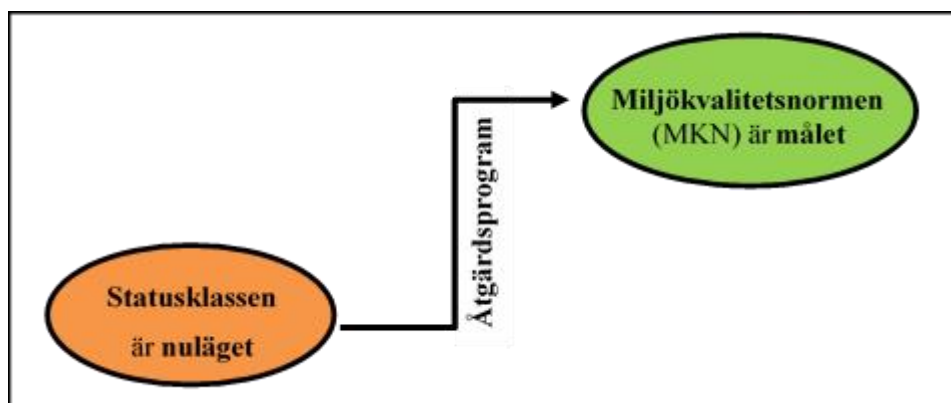 Miljökvalitetsnormen
(MKN) är målet
Åtgärdsprogram
Statusklassen
är nuläget